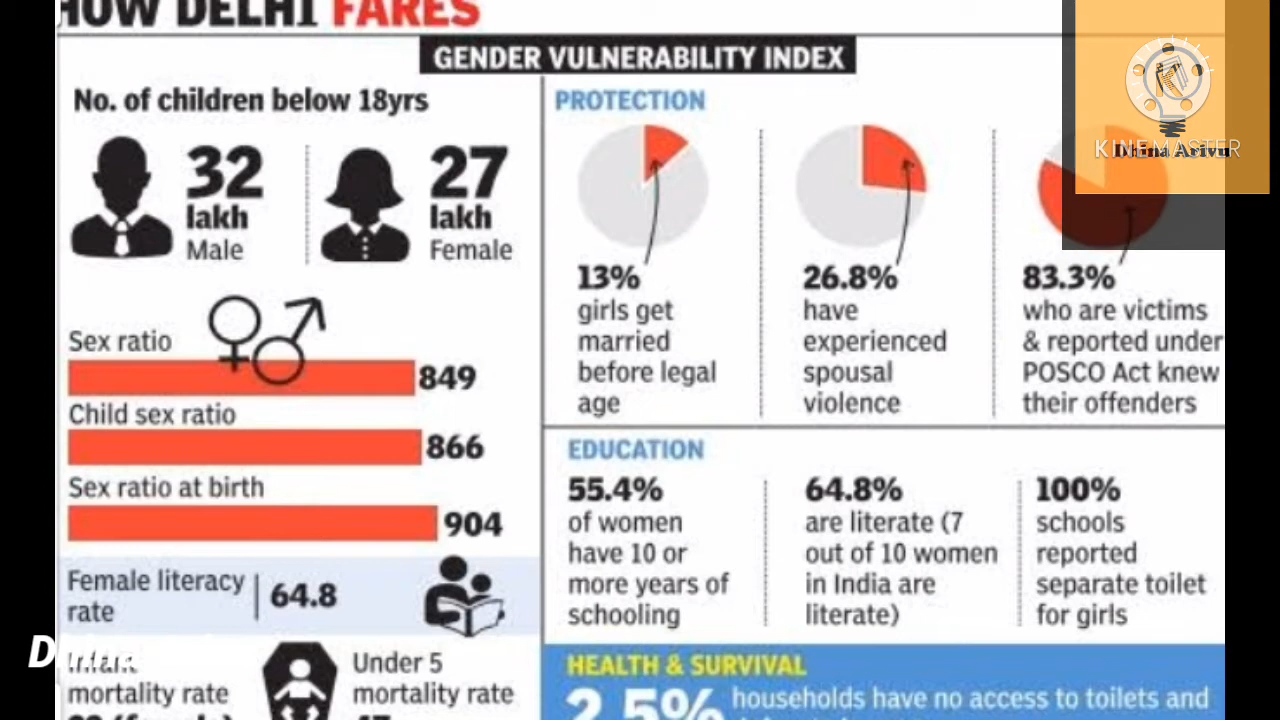 HOW DELHI FARES
GENDER VULNERABILITY INDEX
No. of children below 18yrs
32
lakh
Male
27
lakh
Female
Sex ratio
849
Child sex ratio
866
Sex ratio at birth
904
Female literacy
rate
64.8
Infant
mortality rate
Under 5
mortality rate
PROTECTION
13%
girls get
married
before legal
age
26.8%
have
experienced
spousal
violence
83.3%
who are victims
& reported under
POSCO Act knew
their offenders
EDUCATION
55.4%
of women
have 10 or
more years of
schooling
64.8%
are literate (7
out of 10 women
in India are
literate)
100%
schools
reported
separate toilet
for girls
HEALTH & SURVIVAL
2.5%
households have no access to toilets and
KINEMASTER
Dhina Arivu